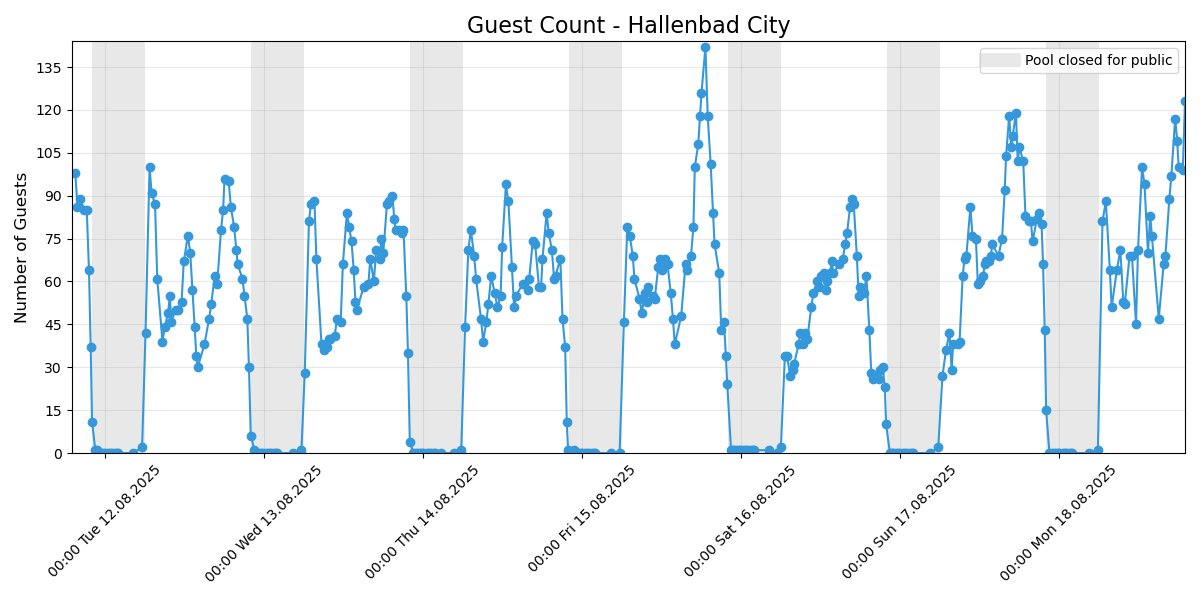 Guest Count - Hallenbad City
Pool closed for public
Number of Guests
135
120
105
90
75
60
45
30
15
0
00:00 Tue 12.08.2025
00:00 Wed 13.08.2025
00:00 Thu 14.08.2025
00:00 Fri 15.08.2025
00:00 Sat 16.08.2025
00:00 Sun 17.08.2025
00:00 Mon 18.08.2025